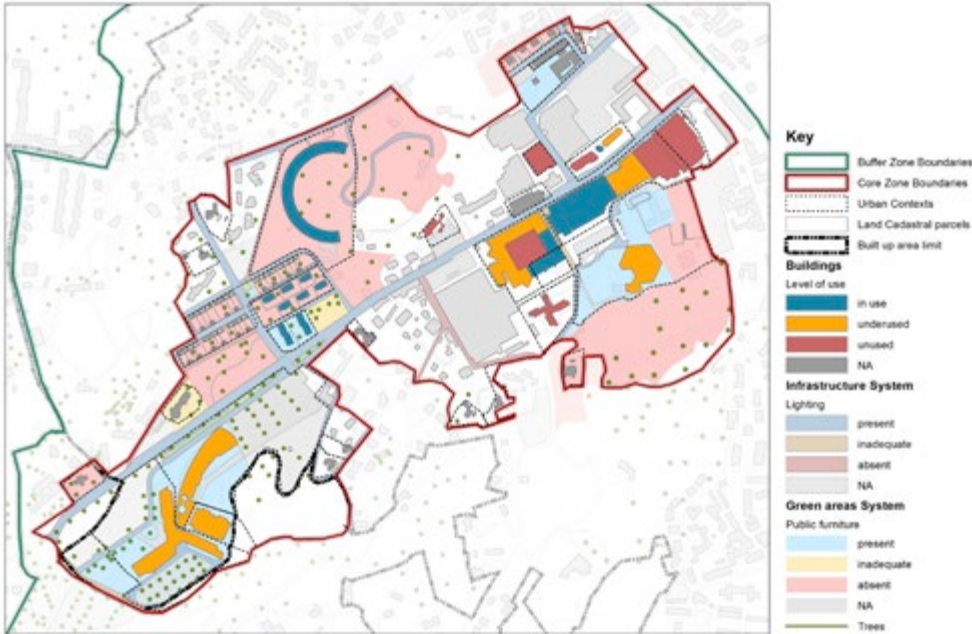 Key
Buffer Zone Boundaries
Core Zone Boundaries
Urban Contexts
Land Cadastral parcels
Built up area limit
Buildings
Level of use
in use
underused
unused
NA
Infrastructure System
Lighting
present
inadequate
absent
NA
Green areas System
Public furniture
present
inadequate
absent
NA
Trees